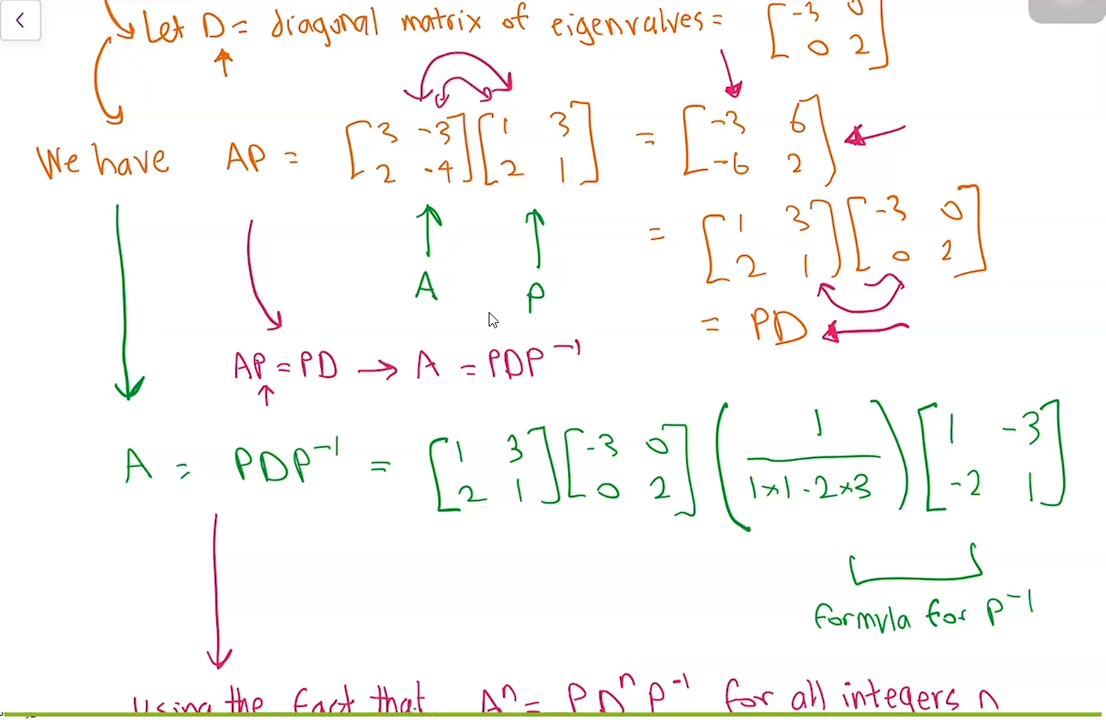 Let D = diagonal matrix of eigenvalues = [-3 0; 0 2]
We have AP = [3 -3; 2 -4] [1 3; 2 1] = [-3 6; -6 2]
= [1 3; 2 1] [-3 0; 0 2]
A P
= PD
AP = PD → A = PDP⁻¹
A = PDP⁻¹ = [1 3; 2 1] [-3 0; 0 2] (1 / 1×1-2×3) [1 -3; -2 1]
formula for P⁻¹
Using the fact that Aⁿ = PDⁿP⁻¹ for all integers n